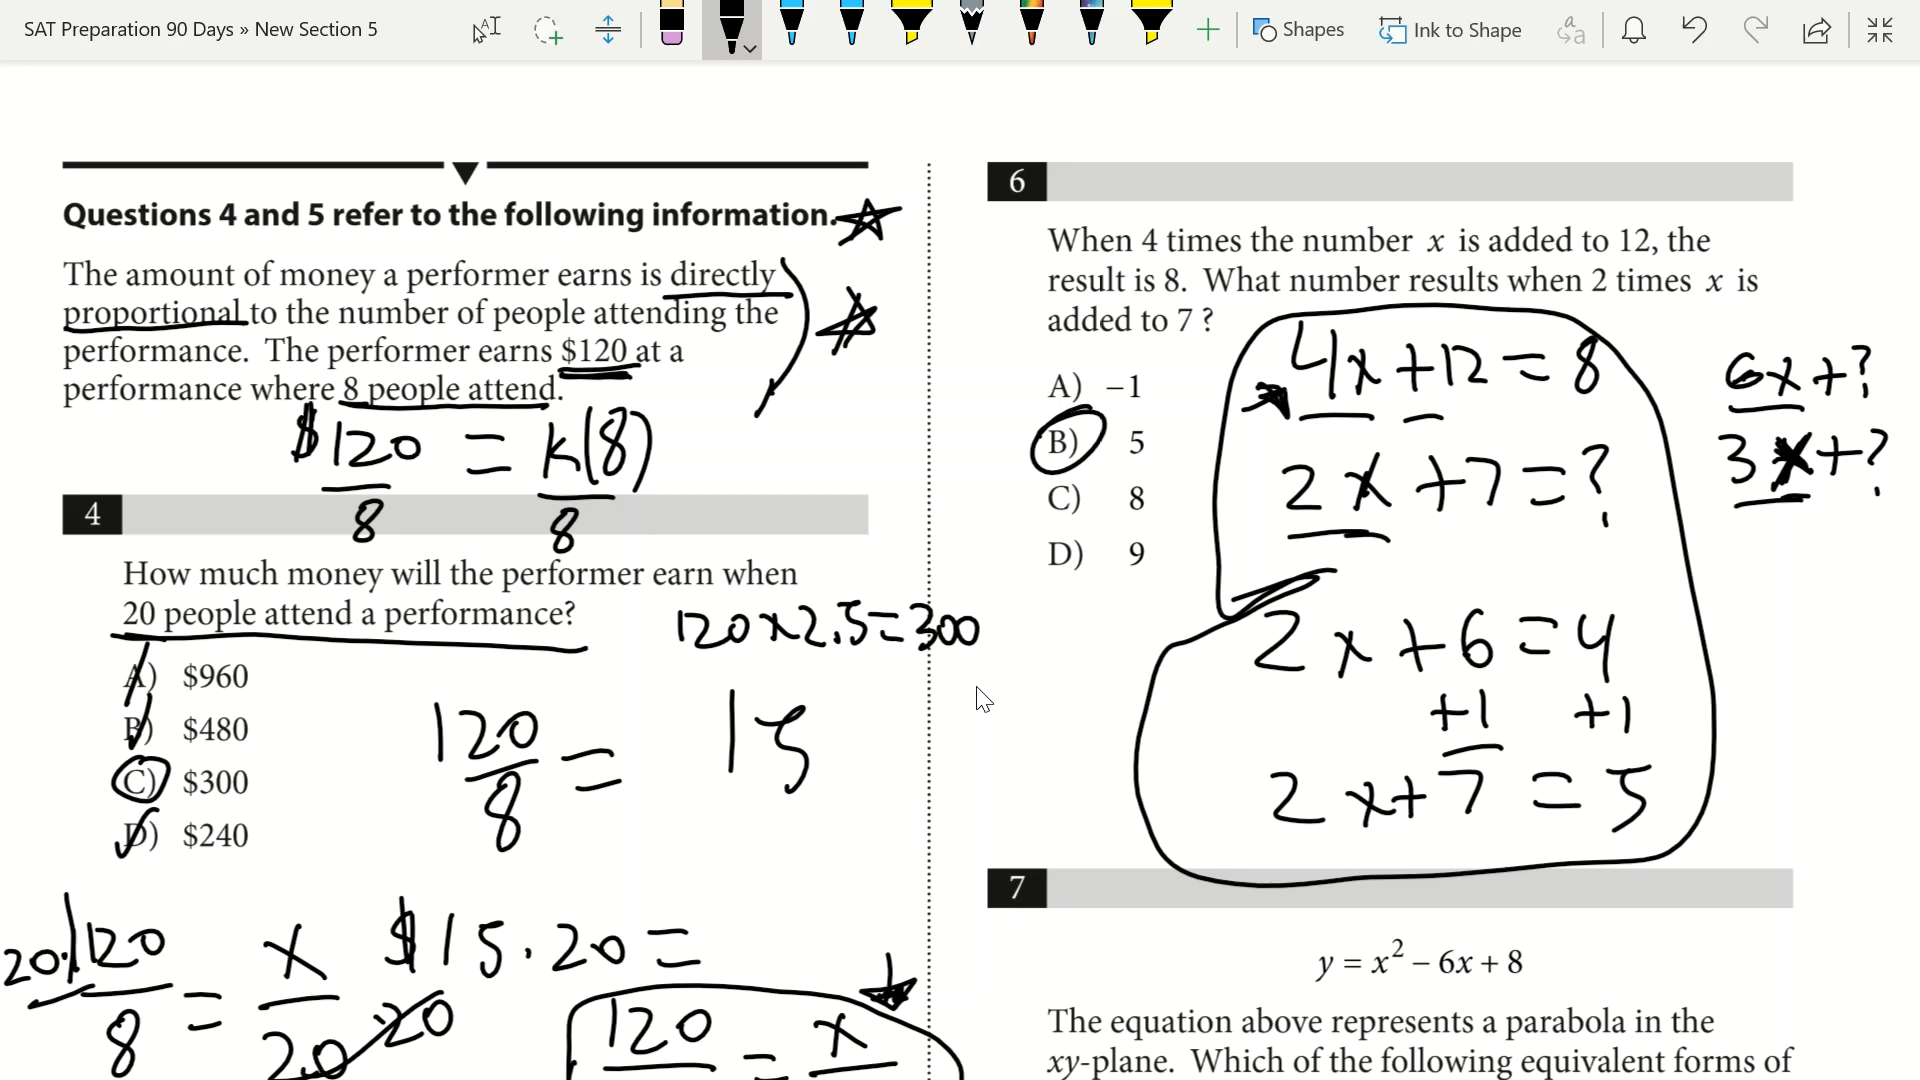 SAT Preparation 90 Days » New Section 5
Shapes
Ink to Shape
Questions 4 and 5 refer to the following information.
The amount of money a performer earns is directly
proportional to the number of people attending the
performance. The performer earns $120 at a
performance where 8 people attend.
$120 = k(8)
8 8
4
How much money will the performer earn when
20 people attend a performance?
120x2.5=300
A) $960
B) $480
C) $300
D) $240
120 = 15
8
20·120 = x
8 20 20
$15.20 =
120 = x
6
When 4 times the number x is added to 12, the
result is 8. What number results when 2 times x is
added to 7 ?
A) −1
B) 5
C) 8
D) 9
4x+12=8
2x+7=?
6x+?
3x+?
2x+6=4
+1 +1
2x+7=5
7
y = x² − 6x + 8
The equation above represents a parabola in the
xy-plane. Which of the following equivalent forms of